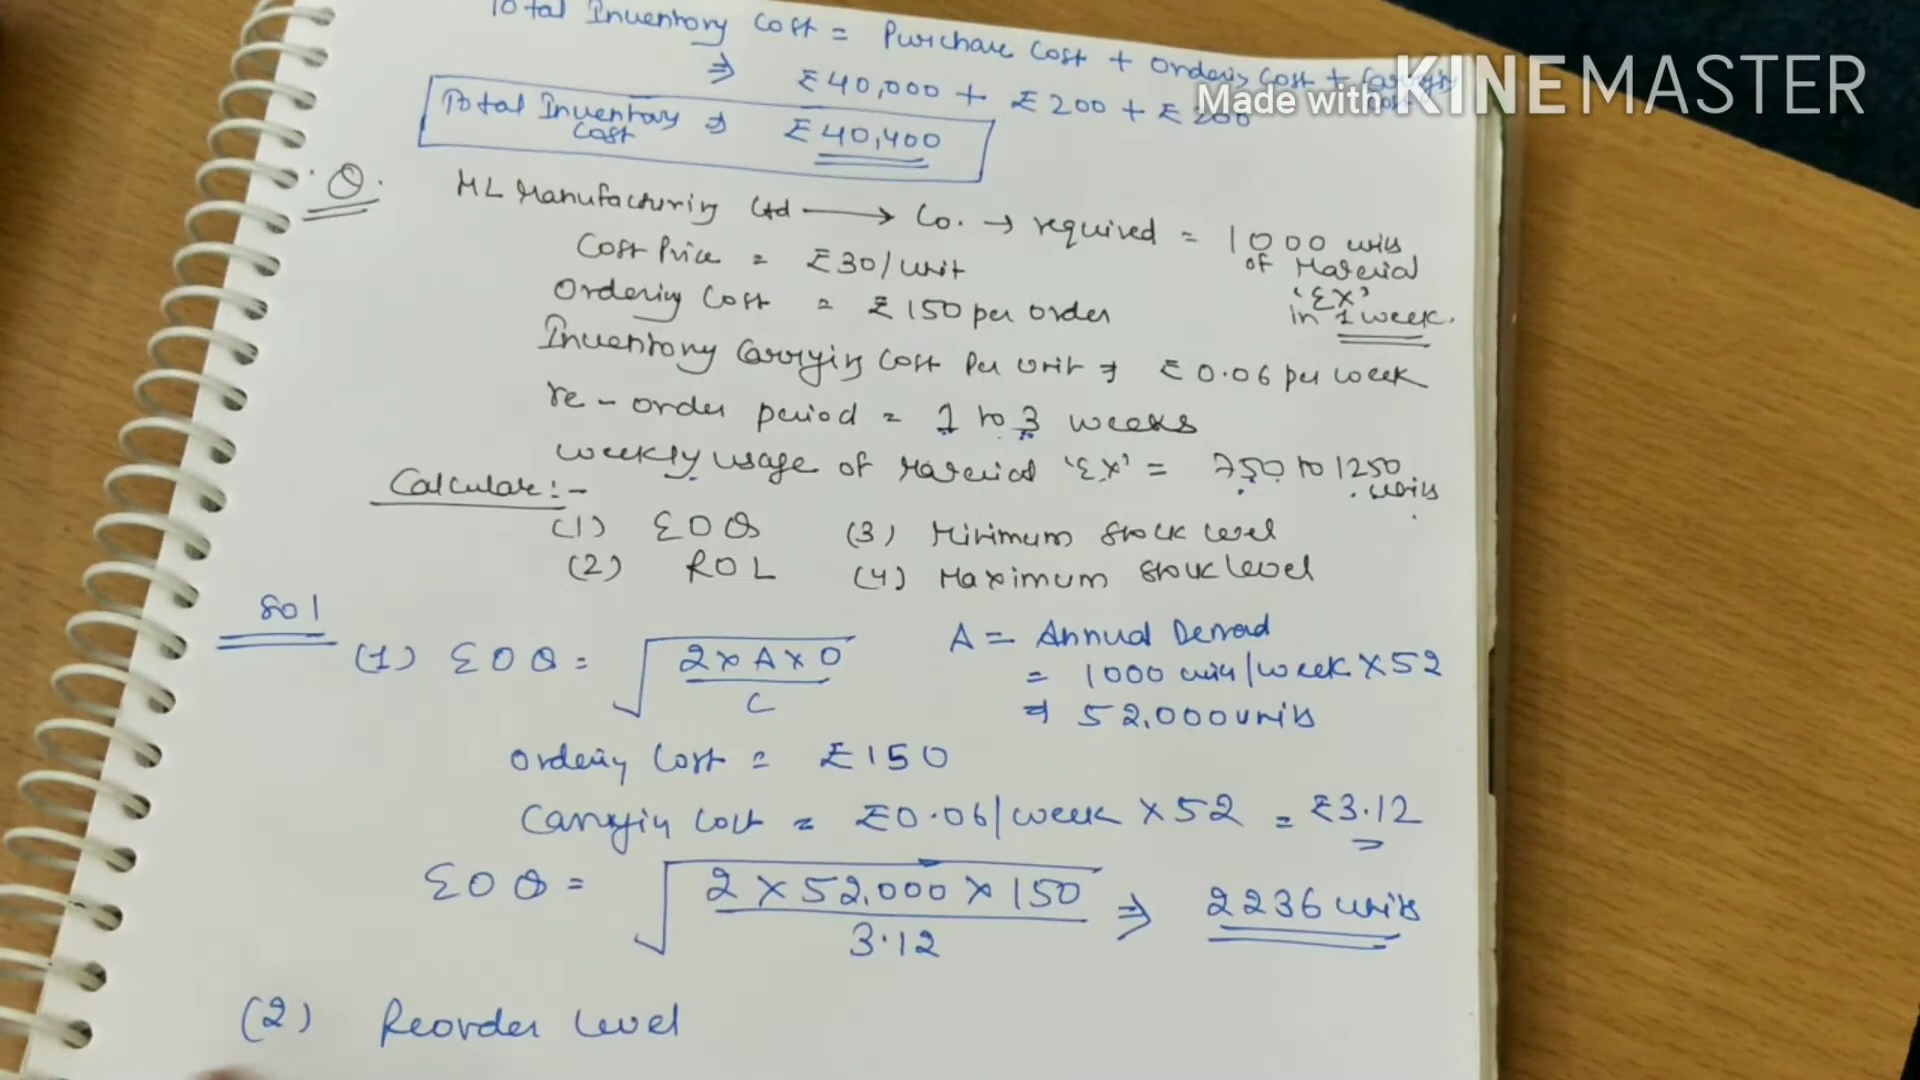 Total Inventory Cost = Purchase Cost + Ordering Cost + Carrying Cost
⇒ ₹40,000 + ₹200 + ₹200
Made with KINEMASTER
Total Inventory Cost ⇒ ₹40,400
Q. ML Manufacturing Ltd → Co. → required = 1000 units of Material 'EX' in 1 week.
Cost Price = ₹30/unit
Ordering Cost = ₹150 per order
Inventory Carrying Cost Per unit ⇒ ₹0.06 per week
re-order period = 1 to 3 weeks
weekly usage of Material 'EX' = 750 to 1250 units
Calculate:-
(1) EOQ (3) Minimum stock level
(2) ROL (4) Maximum stock level
Sol
(1) EOQ = √2×A×O / C
A = Annual Demad
= 1000 units/week × 52
⇒ 52,000 units
Ordering Cost = ₹150
Carrying Cost = ₹0.06/week × 52 = ₹3.12
EOQ = √2 × 52,000 × 150 / 3.12 ⇒ 2236 units
(2) Reorder Level